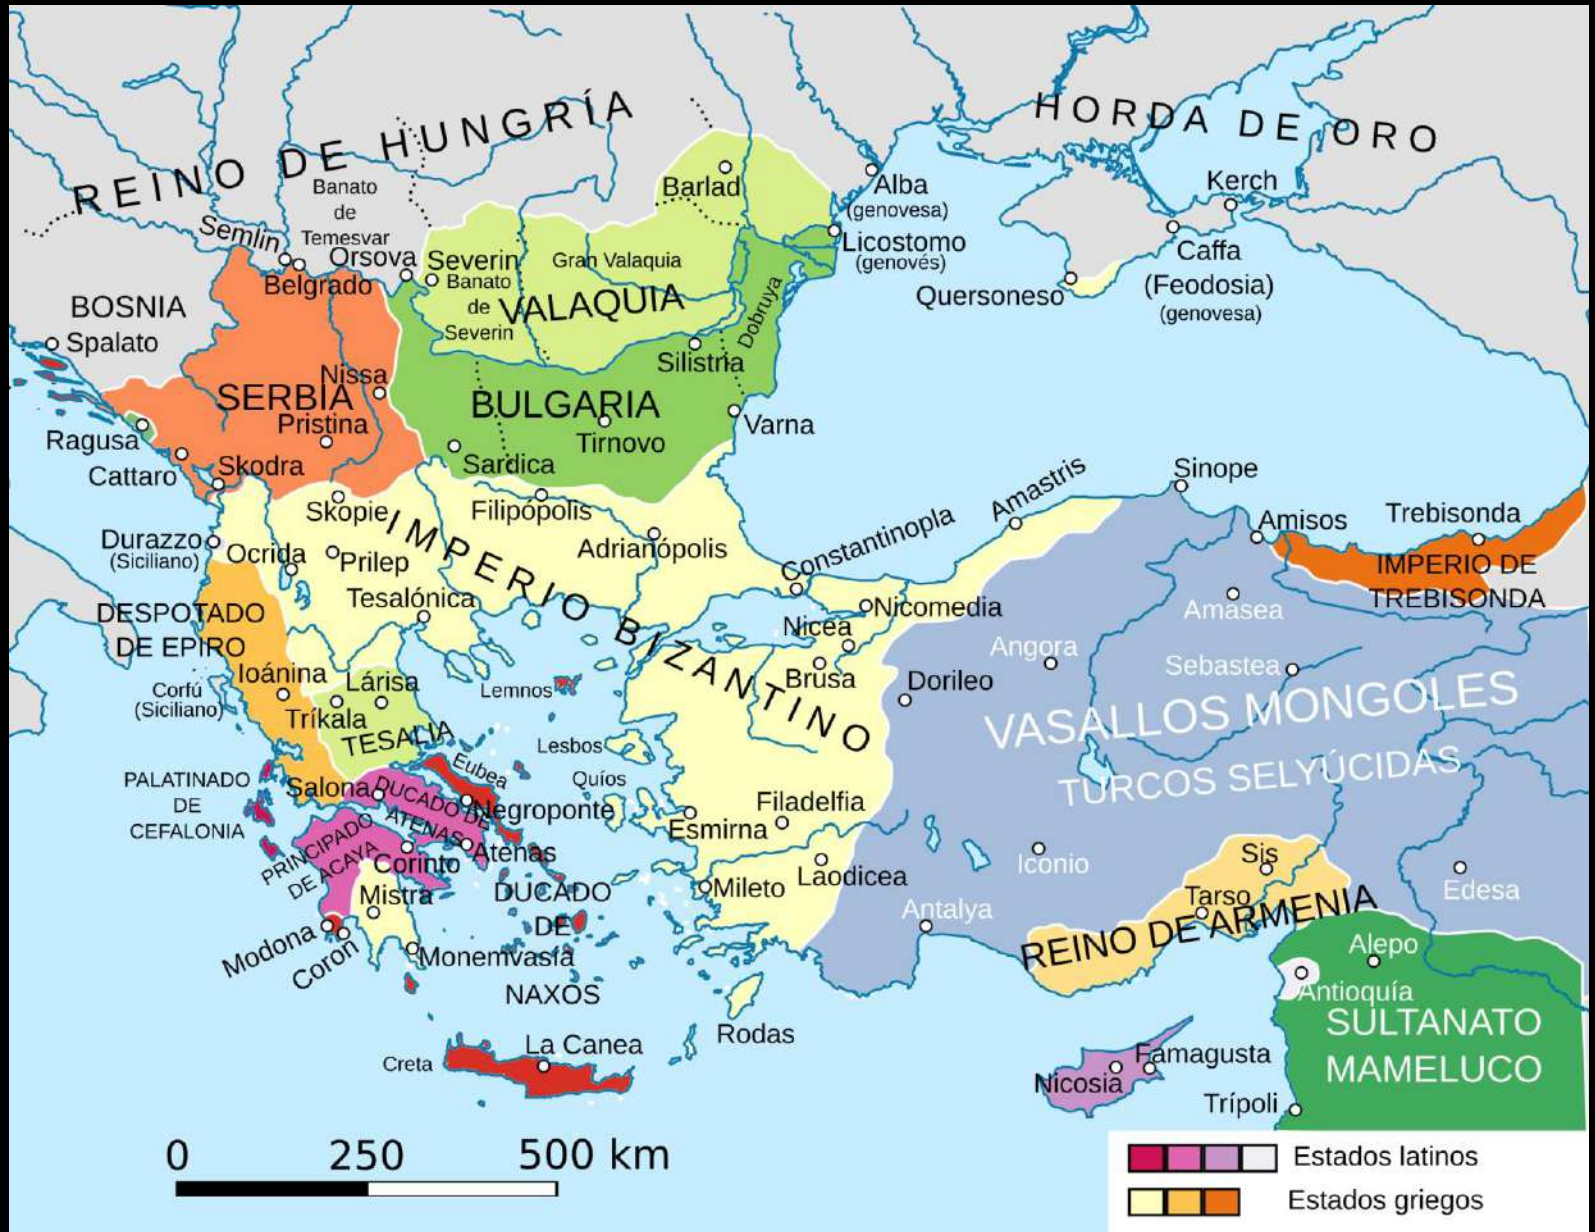 REINO DE HUNGRÍA
HORDA DE ORO
Banato
de
Temesvar
Semlin
Belgrado
Orsova
Severin
Banato
de
Severin
VALAQUIA
Gran Valaquia
Barlad
Alba
(genovesa)
Licostomo
(genovés)
Kerch
Caffa
(Feodosia)
(genovesa)
Quersoneso
BOSNIA
Spalato
SERBIA
Nissa
Pristina
BULGARIA
Tirnovo
Silistria
Dobruya
Varna
Sardica
Ragusa
Cattaro
Skodra
Skopie
Filipópolis
Adrianópolis
Durazzo
(Siciliano)
Ocrida
Prilep
Tesalónica
IMPERIO BIZANTINO
Constantinopla
Amastris
Sinope
Amisos
Trebisonda
IMPERIO DE
TREBISONDA
Nicomedia
Nicea
Brusa
Dorileo
Angora
Amasea
Sebastea
DESPOTADO
DE EPIRO
Ioánina
Corfú
(Siciliano)
Lárisa
Tríkala
TESALIA
Lemnos
Lesbos
Quíos
VASALLOS MONGOLES
TURCOS SELYÚCIDAS
PALATINADO
DE
CEFALONIA
Salona
Eubea
DUCADO DE
ATENAS
Negroponte
Atenas
PRINCIPADO
DE ACAYA
Corinto
Mistra
Esmirna
Filadelfia
Mileto
Laodicea
Antalya
Iconio
Sis
Tarso
REINO DE ARMENIA
Edesa
Modona
Coron
Monemvasía
DUCADO
DE
NAXOS
Rodas
Alepo
Antioquía
SULTANATO
MAMELUCO
Creta
La Canea
Famagusta
Nicosia
Trípoli
0 250 500 km
Estados latinos
Estados griegos